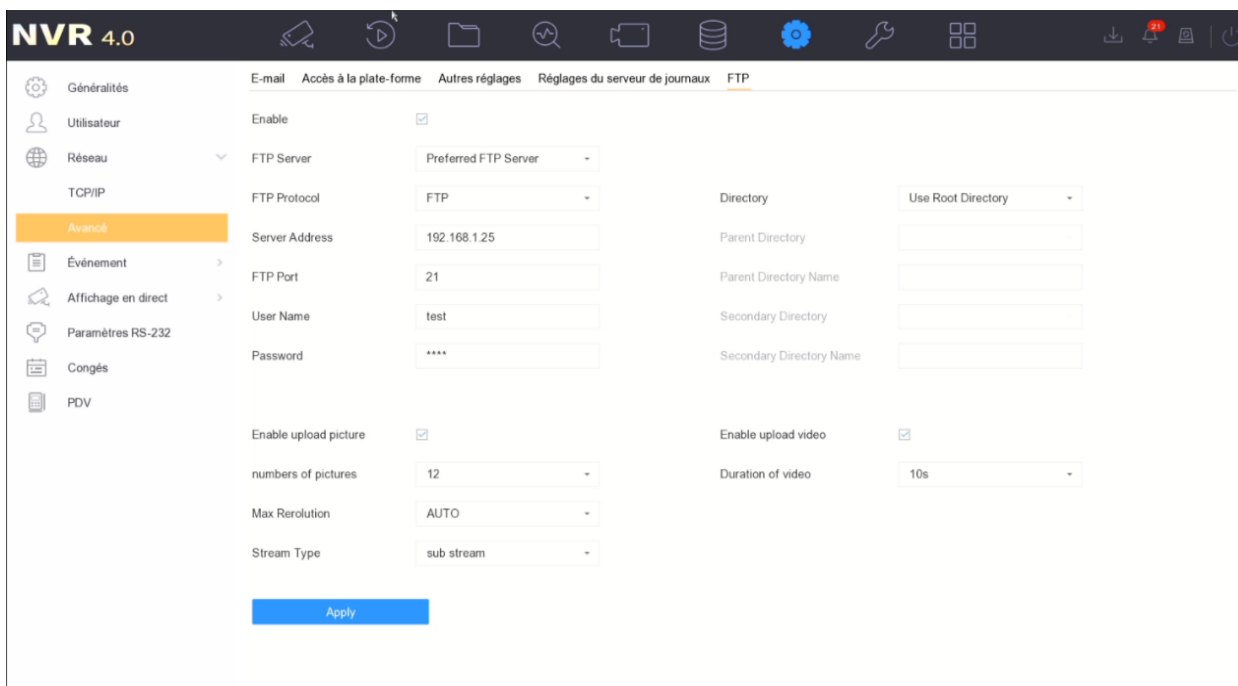 NVR 4.0
21
E-mail Accès à la plate-forme Autres réglages Réglages du serveur de journaux FTP
Généralités
Utilisateur
Réseau
TCP/IP
Avancé
Événement
Affichage en direct
Paramètres RS-232
Congés
PDV
Enable
FTP Server Preferred FTP Server
FTP Protocol FTP Directory Use Root Directory
Server Address 192.168.1.25 Parent Directory
FTP Port 21 Parent Directory Name
User Name test Secondary Directory
Password **** Secondary Directory Name
Enable upload picture Enable upload video
numbers of pictures 12 Duration of video 10s
Max Rerolution AUTO
Stream Type sub stream
Apply